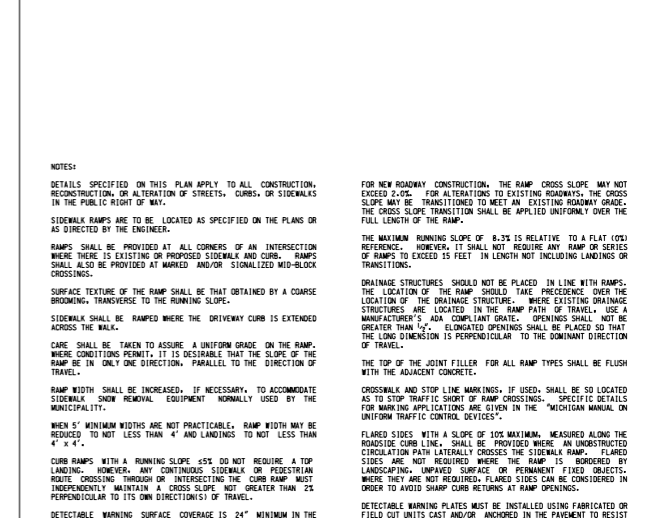 NOTES:
DETAILS SPECIFIED ON THIS PLAN APPLY TO ALL CONSTRUCTION,
RECONSTRUCTION, OR ALTERATION OF STREETS, CURBS, OR SIDEWALKS
IN THE PUBLIC RIGHT OF WAY.
SIDEWALK RAMPS ARE TO BE LOCATED AS SPECIFIED ON THE PLANS OR
AS DIRECTED BY THE ENGINEER.
RAMPS SHALL BE PROVIDED AT ALL CORNERS OF AN INTERSECTION
WHERE THERE IS EXISTING OR PROPOSED SIDEWALK AND CURB. RAMPS
SHALL ALSO BE PROVIDED AT MARKED AND/OR SIGNALIZED MID-BLOCK
CROSSINGS.
SURFACE TEXTURE OF THE RAMP SHALL BE THAT OBTAINED BY A COARSE
BROOMING, TRANSVERSE TO THE RUNNING SLOPE.
SIDEWALK SHALL BE RAMPED WHERE THE DRIVEWAY CURB IS EXTENDED
ACROSS THE WALK.
CARE SHALL BE TAKEN TO ASSURE A UNIFORM GRADE ON THE RAMP.
WHERE CONDITIONS PERMIT, IT IS DESIRABLE THAT THE SLOPE OF THE
RAMP BE IN ONLY ONE DIRECTION, PARALLEL TO THE DIRECTION OF
TRAVEL.
RAMP WIDTH SHALL BE INCREASED, IF NECESSARY, TO ACCOMMODATE
SIDEWALK SNOW REMOVAL EQUIPMENT NORMALLY USED BY THE
MUNICIPALITY.
WHEN 5' MINIMUM WIDTHS ARE NOT PRACTICABLE, RAMP WIDTH MAY BE
REDUCED TO NOT LESS THAN 4' AND LANDINGS TO NOT LESS THAN
4' x 4'.
CURB RAMPS WITH A RUNNING SLOPE ≤5% DO NOT REQUIRE A TOP
LANDING. HOWEVER, ANY CONTINUOUS SIDEWALK OR PEDESTRIAN
ROUTE CROSSING THROUGH OR INTERSECTING THE CURB RAMP MUST
INDEPENDENTLY MAINTAIN A CROSS SLOPE NOT GREATER THAN 2%
PERPENDICULAR TO ITS OWN DIRECTION(S) OF TRAVEL.
DETECTABLE WARNING SURFACE COVERAGE IS 24" MINIMUM IN THE
FOR NEW ROADWAY CONSTRUCTION, THE RAMP CROSS SLOPE MAY NOT
EXCEED 2.0%. FOR ALTERATIONS TO EXISTING ROADWAYS, THE CROSS
SLOPE MAY BE TRANSITIONED TO MEET AN EXISTING ROADWAY GRADE.
THE CROSS SLOPE TRANSITION SHALL BE APPLIED UNIFORMLY OVER THE
FULL LENGTH OF THE RAMP.
THE MAXIMUM RUNNING SLOPE OF 8.3% IS RELATIVE TO A FLAT (0%)
REFERENCE. HOWEVER, IT SHALL NOT REQUIRE ANY RAMP OR SERIES
OF RAMPS TO EXCEED 15 FEET IN LENGTH NOT INCLUDING LANDINGS OR
TRANSITIONS.
DRAINAGE STRUCTURES SHOULD NOT BE PLACED IN LINE WITH RAMPS.
THE LOCATION OF THE RAMP SHOULD TAKE PRECEDENCE OVER THE
LOCATION OF THE DRAINAGE STRUCTURE. WHERE EXISTING DRAINAGE
STRUCTURES ARE LOCATED IN THE RAMP PATH OF TRAVEL, USE A
MANUFACTURER'S ADA COMPLIANT GRATE. OPENINGS SHALL NOT BE
GREATER THAN 1/2". ELONGATED OPENINGS SHALL BE PLACED SO THAT
THE LONG DIMENSION IS PERPENDICULAR TO THE DOMINANT DIRECTION
OF TRAVEL.
THE TOP OF THE JOINT FILLER FOR ALL RAMP TYPES SHALL BE FLUSH
WITH THE ADJACENT CONCRETE.
CROSSWALK AND STOP LINE MARKINGS, IF USED, SHALL BE SO LOCATED
AS TO STOP TRAFFIC SHORT OF RAMP CROSSINGS. SPECIFIC DETAILS
FOR MARKING APPLICATIONS ARE GIVEN IN THE "MICHIGAN MANUAL ON
UNIFORM TRAFFIC CONTROL DEVICES".
FLARED SIDES WITH A SLOPE OF 10% MAXIMUM, MEASURED ALONG THE
ROADSIDE CURB LINE, SHALL BE PROVIDED WHERE AN UNOBSTRUCTED
CIRCULATION PATH LATERALLY CROSSES THE SIDEWALK RAMP. FLARED
SIDES ARE NOT REQUIRED WHERE THE RAMP IS BORDERED BY
LANDSCAPING, UNPAVED SURFACE OR PERMANENT FIXED OBJECTS.
WHERE THEY ARE NOT REQUIRED, FLARED SIDES CAN BE CONSIDERED IN
ORDER TO AVOID SHARP CURB RETURNS AT RAMP OPENINGS.
DETECTABLE WARNING PLATES MUST BE INSTALLED USING FABRICATED OR
FIELD CUT UNITS CAST AND/OR ANCHORED IN THE PAVEMENT TO RESIST